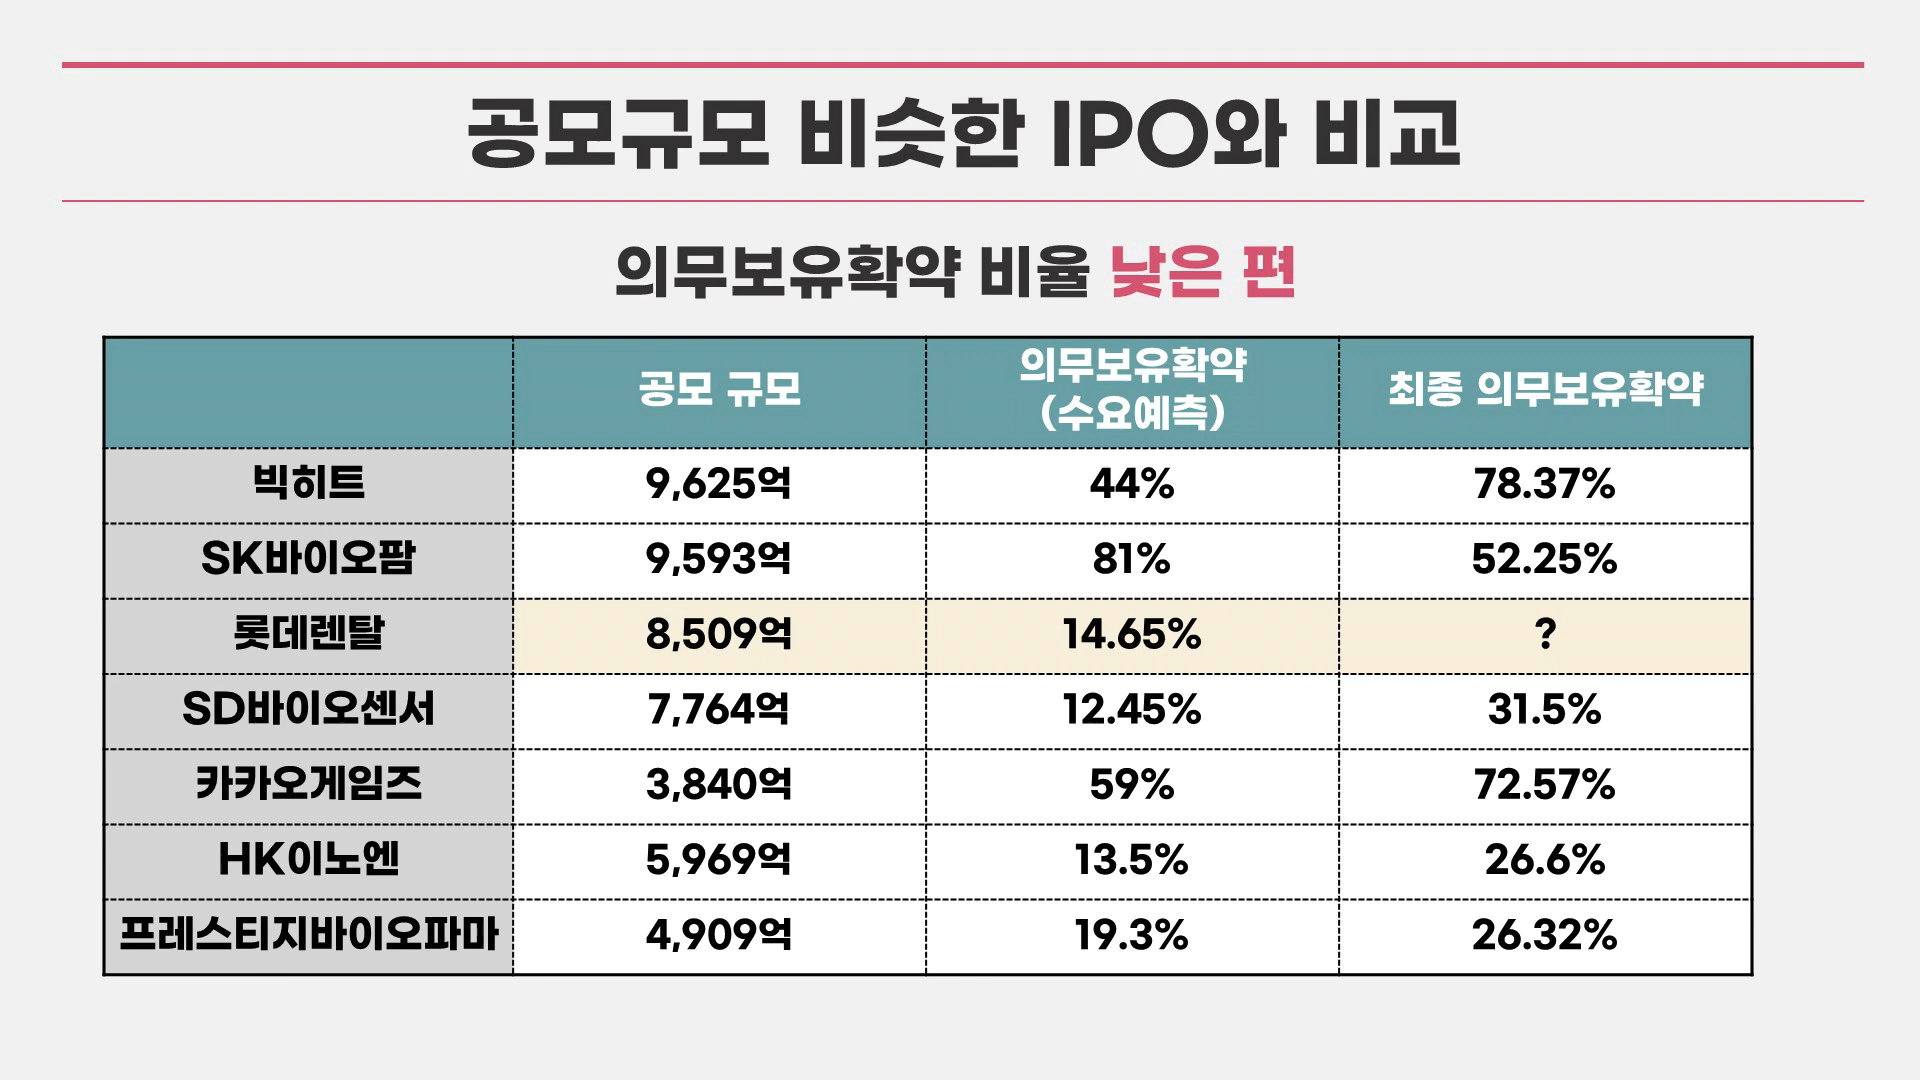 공모규모 비슷한 IPO와 비교
의무보유확약 비율 낮은 편
공모 규모 의무보유확약 (수요예측) 최종 의무보유확약
빅히트 9,625억 44% 78.37%
SK바이오팜 9,593억 81% 52.25%
롯데렌탈 8,509억 14.65% ?
SD바이오센서 7,764억 12.45% 31.5%
카카오게임즈 3,840억 59% 72.57%
HK이노엔 5,969억 13.5% 26.6%
프레스티지바이오파마 4,909억 19.3% 26.32%